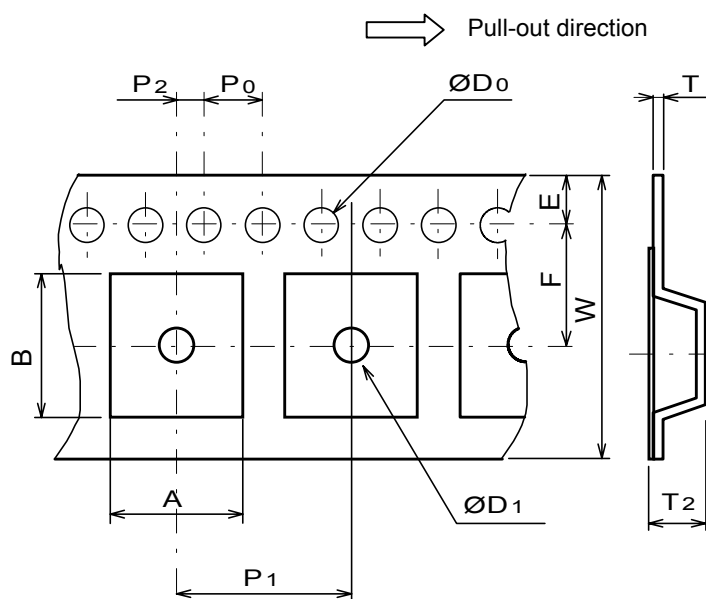 Pull-out direction
P2
P0
ØD0
T
E
F
W
B
A
ØD1
T2
P1